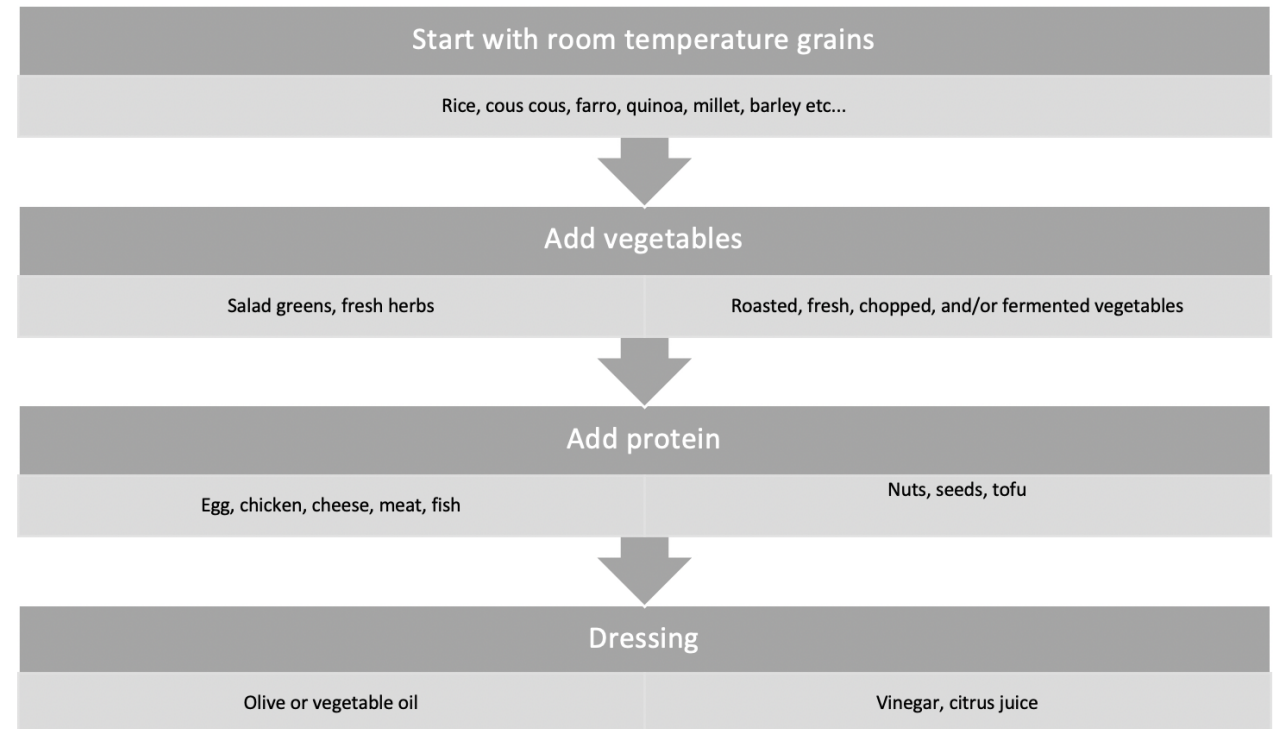 Start with room temperature grains
Rice, cous cous, farro, quinoa, millet, barley etc...
Add vegetables
Salad greens, fresh herbs
Roasted, fresh, chopped, and/or fermented vegetables
Add protein
Egg, chicken, cheese, meat, fish
Nuts, seeds, tofu
Dressing
Olive or vegetable oil
Vinegar, citrus juice